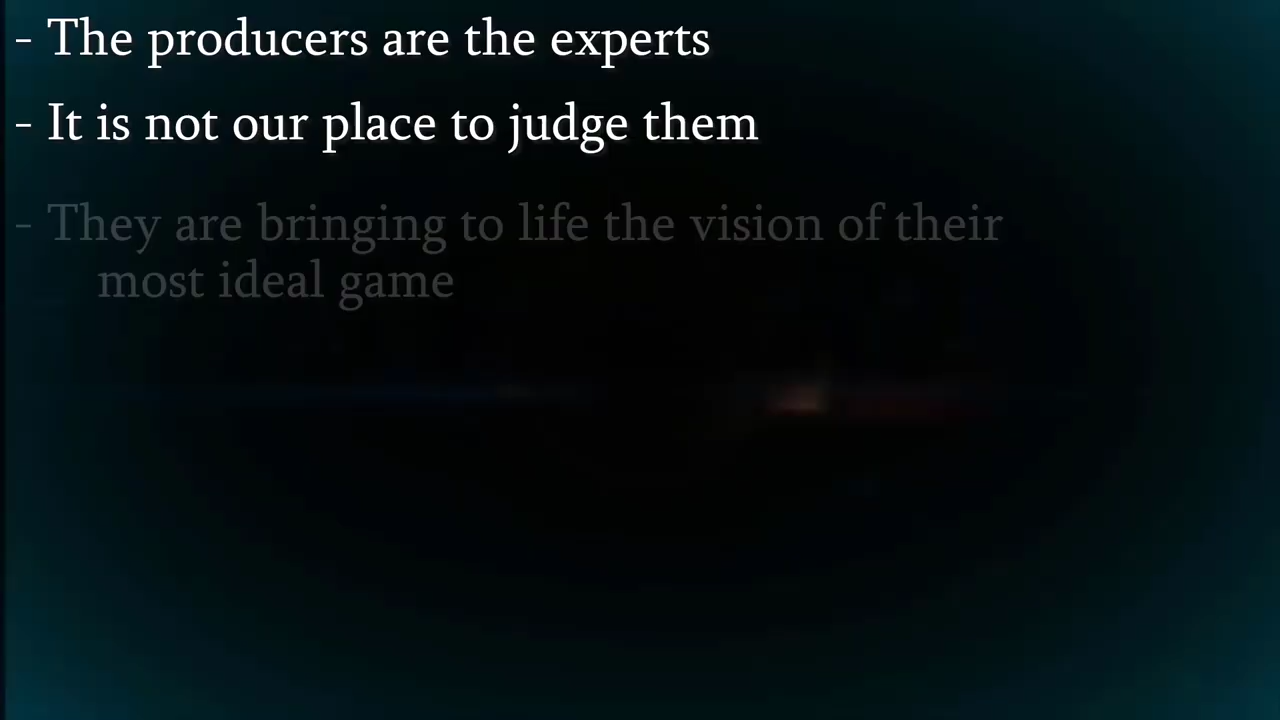 - The producers are the experts
- It is not our place to judge them
- They are bringing to life the vision of their
most ideal game